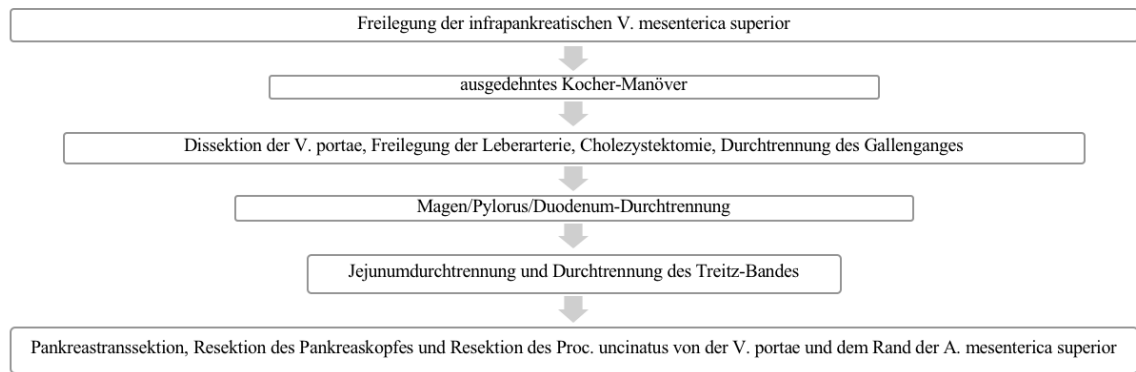 Freilegung der infrapankreatischen V. mesenterica superior
ausgedehntes Kocher-Manöver
Dissektion der V. portae, Freilegung der Leberarterie, Cholezystektomie, Durchtrennung des Gallenganges
Magen/Pylorus/Duodenum-Durchtrennung
Jejunumdurchtrennung und Durchtrennung des Treitz-Bandes
Pankreastranssektion, Resektion des Pankreaskopfes und Resektion des Proc. uncinatus von der V. portae und dem Rand der A. mesenterica superior